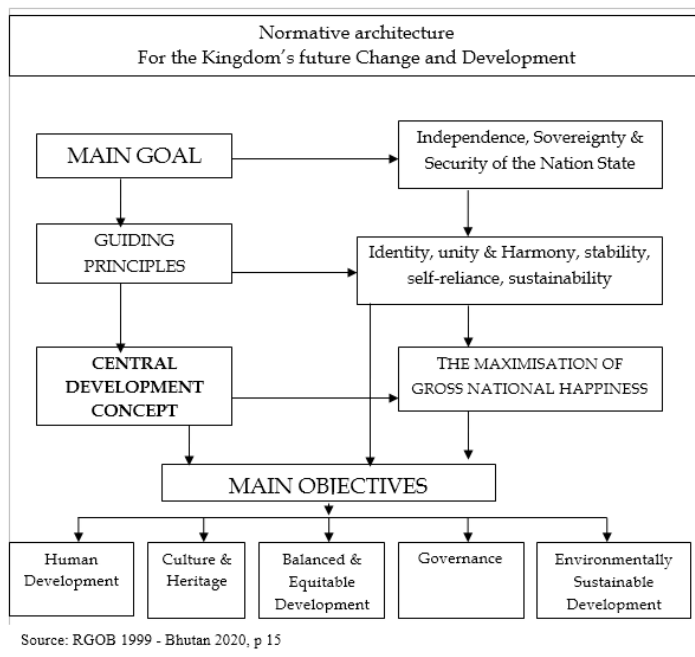 Normative architecture
For the Kingdom's future Change and Development
MAIN GOAL
Independence, Sovereignty &
Security of the Nation State
GUIDING
PRINCIPLES
Identity, unity & Harmony, stability,
self-reliance, sustainability
CENTRAL
DEVELOPMENT
CONCEPT
THE MAXIMISATION OF
GROSS NATIONAL HAPPINESS
MAIN OBJECTIVES
Human
Development
Culture &
Heritage
Balanced &
Equitable
Development
Governance
Environmentally
Sustainable
Development
Source: RGOB 1999 - Bhutan 2020, p 15